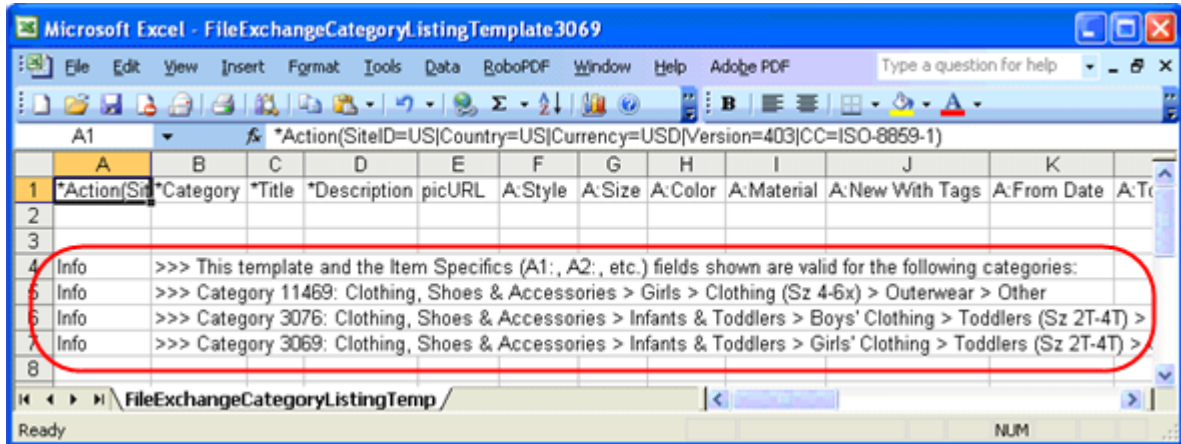 Microsoft Excel - FileExchangeCategoryListingTemplate3069
File Edit View Insert Format Tools Data RoboPDF Window Help Adobe PDF Type a question for help
A1 fx *Action(SiteID=US|Country=US|Currency=USD|Version=403|CC=ISO-8859-1)
A B C D E F G H I J K
1 *Action(Sit *Category *Title *Description picURL A:Style A:Size A:Color A:Material A:New With Tags A:From Date A:To
2
3
4 Info >>> This template and the Item Specifics (A1:, A2:, etc.) fields shown are valid for the following categories:
5 Info >>> Category 11469: Clothing, Shoes & Accessories > Girls > Clothing (Sz 4-6x) > Outerwear > Other
6 Info >>> Category 3076: Clothing, Shoes & Accessories > Infants & Toddlers > Boys' Clothing > Toddlers (Sz 2T-4T) >
7 Info >>> Category 3069: Clothing, Shoes & Accessories > Infants & Toddlers > Girls' Clothing > Toddlers (Sz 2T-4T) >
8
FileExchangeCategoryListingTemp
Ready NUM